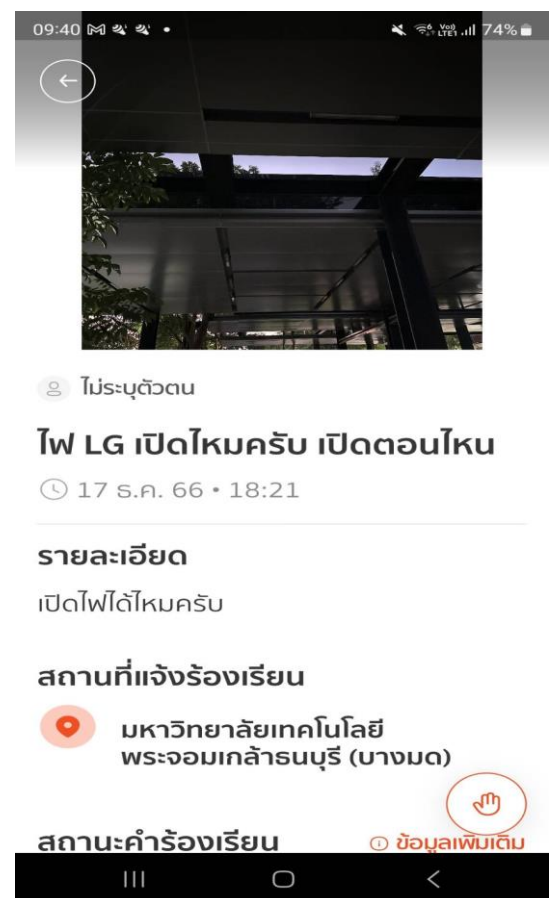 09:40
Vo)) LTE1 74%
ไม่ระบุตัวตน
ไฟ LG เปิดไหมครับ เปิดตอนไหน
17 ธ.ค. 66 • 18:21
รายละเอียด
เปิดไฟได้ไหมครับ
สถานที่แจ้งร้องเรียน
มหาวิทยาลัยเทคโนโลยี
พระจอมเกล้าธนบุรี (บางมด)
สถานะคำร้องเรียน ข้อมูลเพิ่มเติม